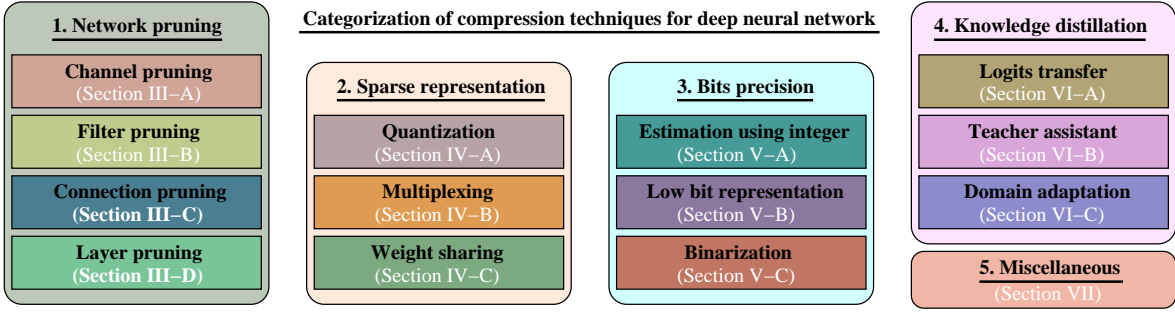 Categorization of compression techniques for deep neural network
1. Network pruning
Channel pruning
(Section III−A)
Filter pruning
(Section III−B)
Connection pruning
(Section III−C)
Layer pruning
(Section III−D)
2. Sparse representation
Quantization
(Section IV−A)
Multiplexing
(Section IV−B)
Weight sharing
(Section IV−C)
3. Bits precision
Estimation using integer
(Section V−A)
Low bit representation
(Section V−B)
Binarization
(Section V−C)
4. Knowledge distillation
Logits transfer
(Section VI−A)
Teacher assistant
(Section VI−B)
Domain adaptation
(Section VI−C)
5. Miscellaneous
(Section VII)